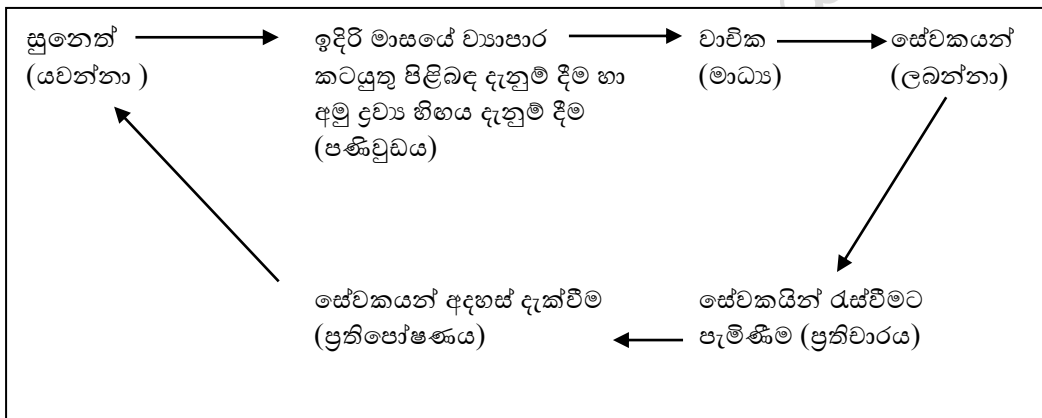 සුනෙත්
(යවන්නා )
ඉදිරි මාසයේ ව්‍යාපාර
කටයුතු පිළිබඳ දැනුම් දීම හා
අමු ද්‍රව්‍ය හිඟය දැනුම් දීම
(පණිවුඩය)
වාචික
(මාධ්‍ය)
සේවකයන්
(ලබන්නා)
සේවකයින් රැස්වීමට
පැමිණීම (ප්‍රතිචාරය)
සේවකයන් අදහස් දැක්වීම
(ප්‍රතිපෝෂණය)